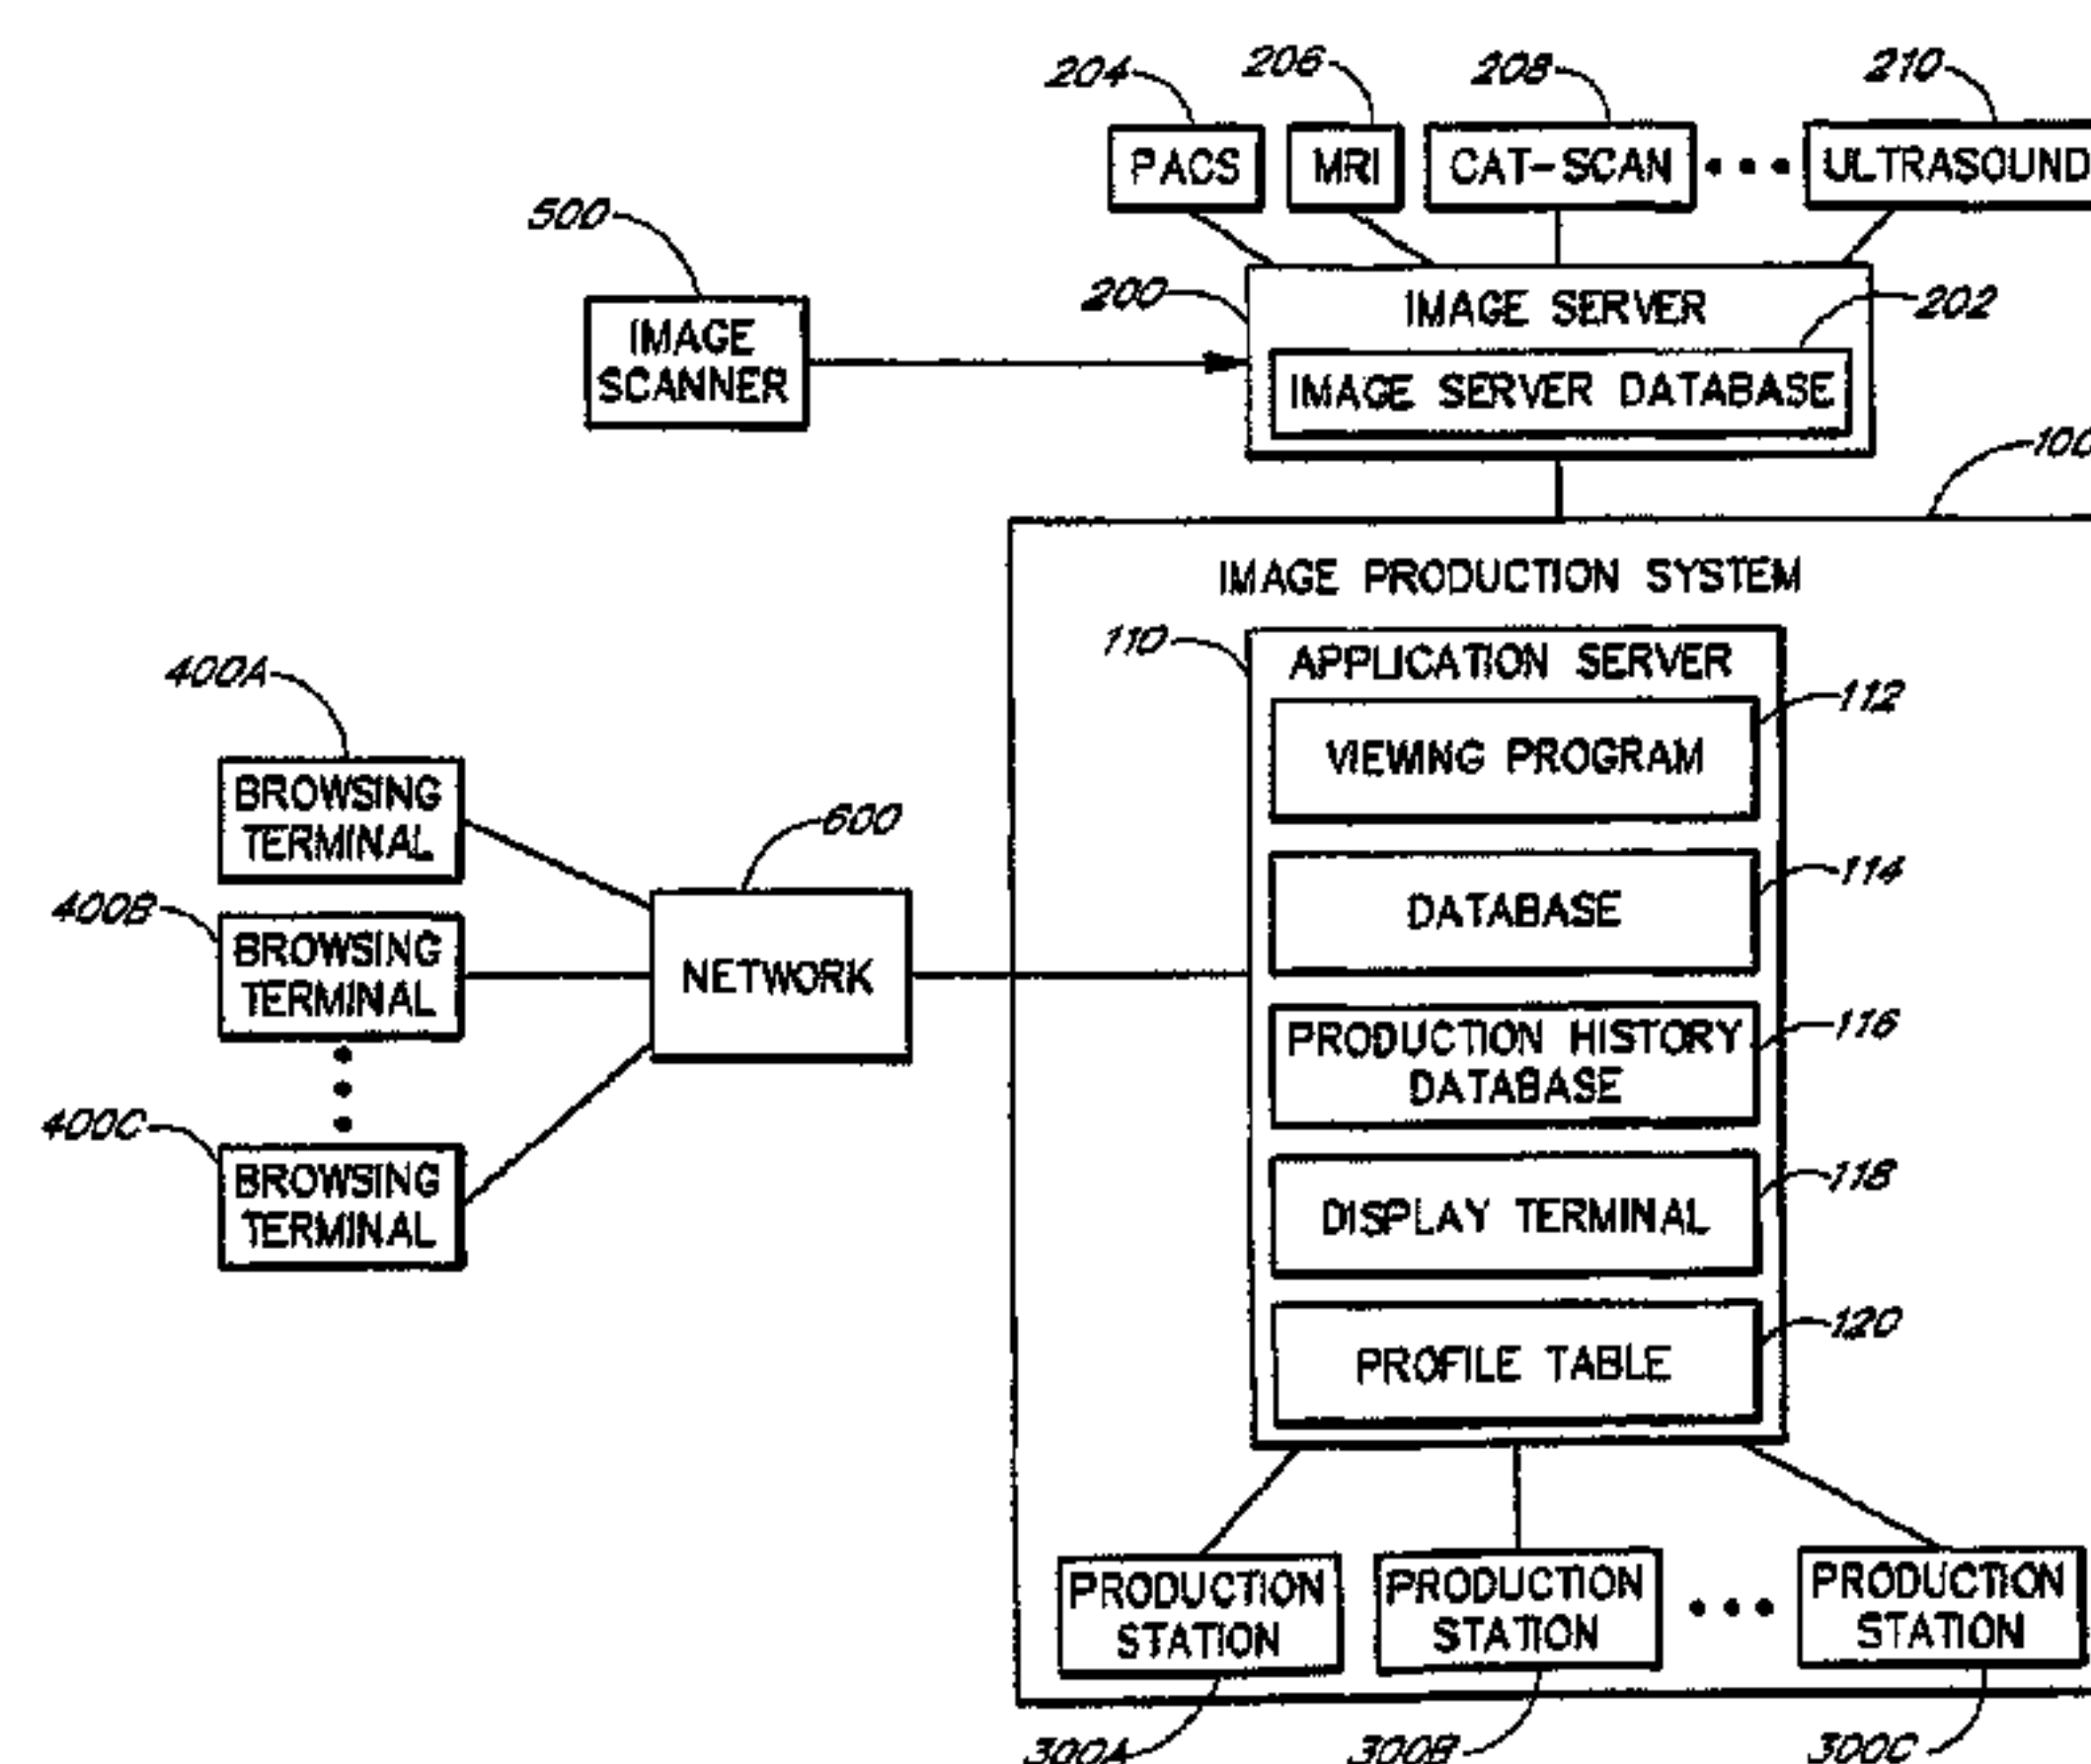 204 206 208 210
PACS MRI CAT-SCAN ULTRASOUND
500
200 IMAGE SERVER 202
IMAGE
SCANNER
IMAGE SERVER DATABASE
100
IMAGE PRODUCTION SYSTEM
110
APPLICATION SERVER
112
VIEWING PROGRAM
400A
BROWSING
TERMINAL
600
114
DATABASE
400B
BROWSING
TERMINAL
NETWORK
116
PRODUCTION HISTORY
DATABASE
400C
BROWSING
TERMINAL
118
DISPLAY TERMINAL
120
PROFILE TABLE
PRODUCTION
STATION
PRODUCTION
STATION
PRODUCTION
STATION
300A 300B 300C